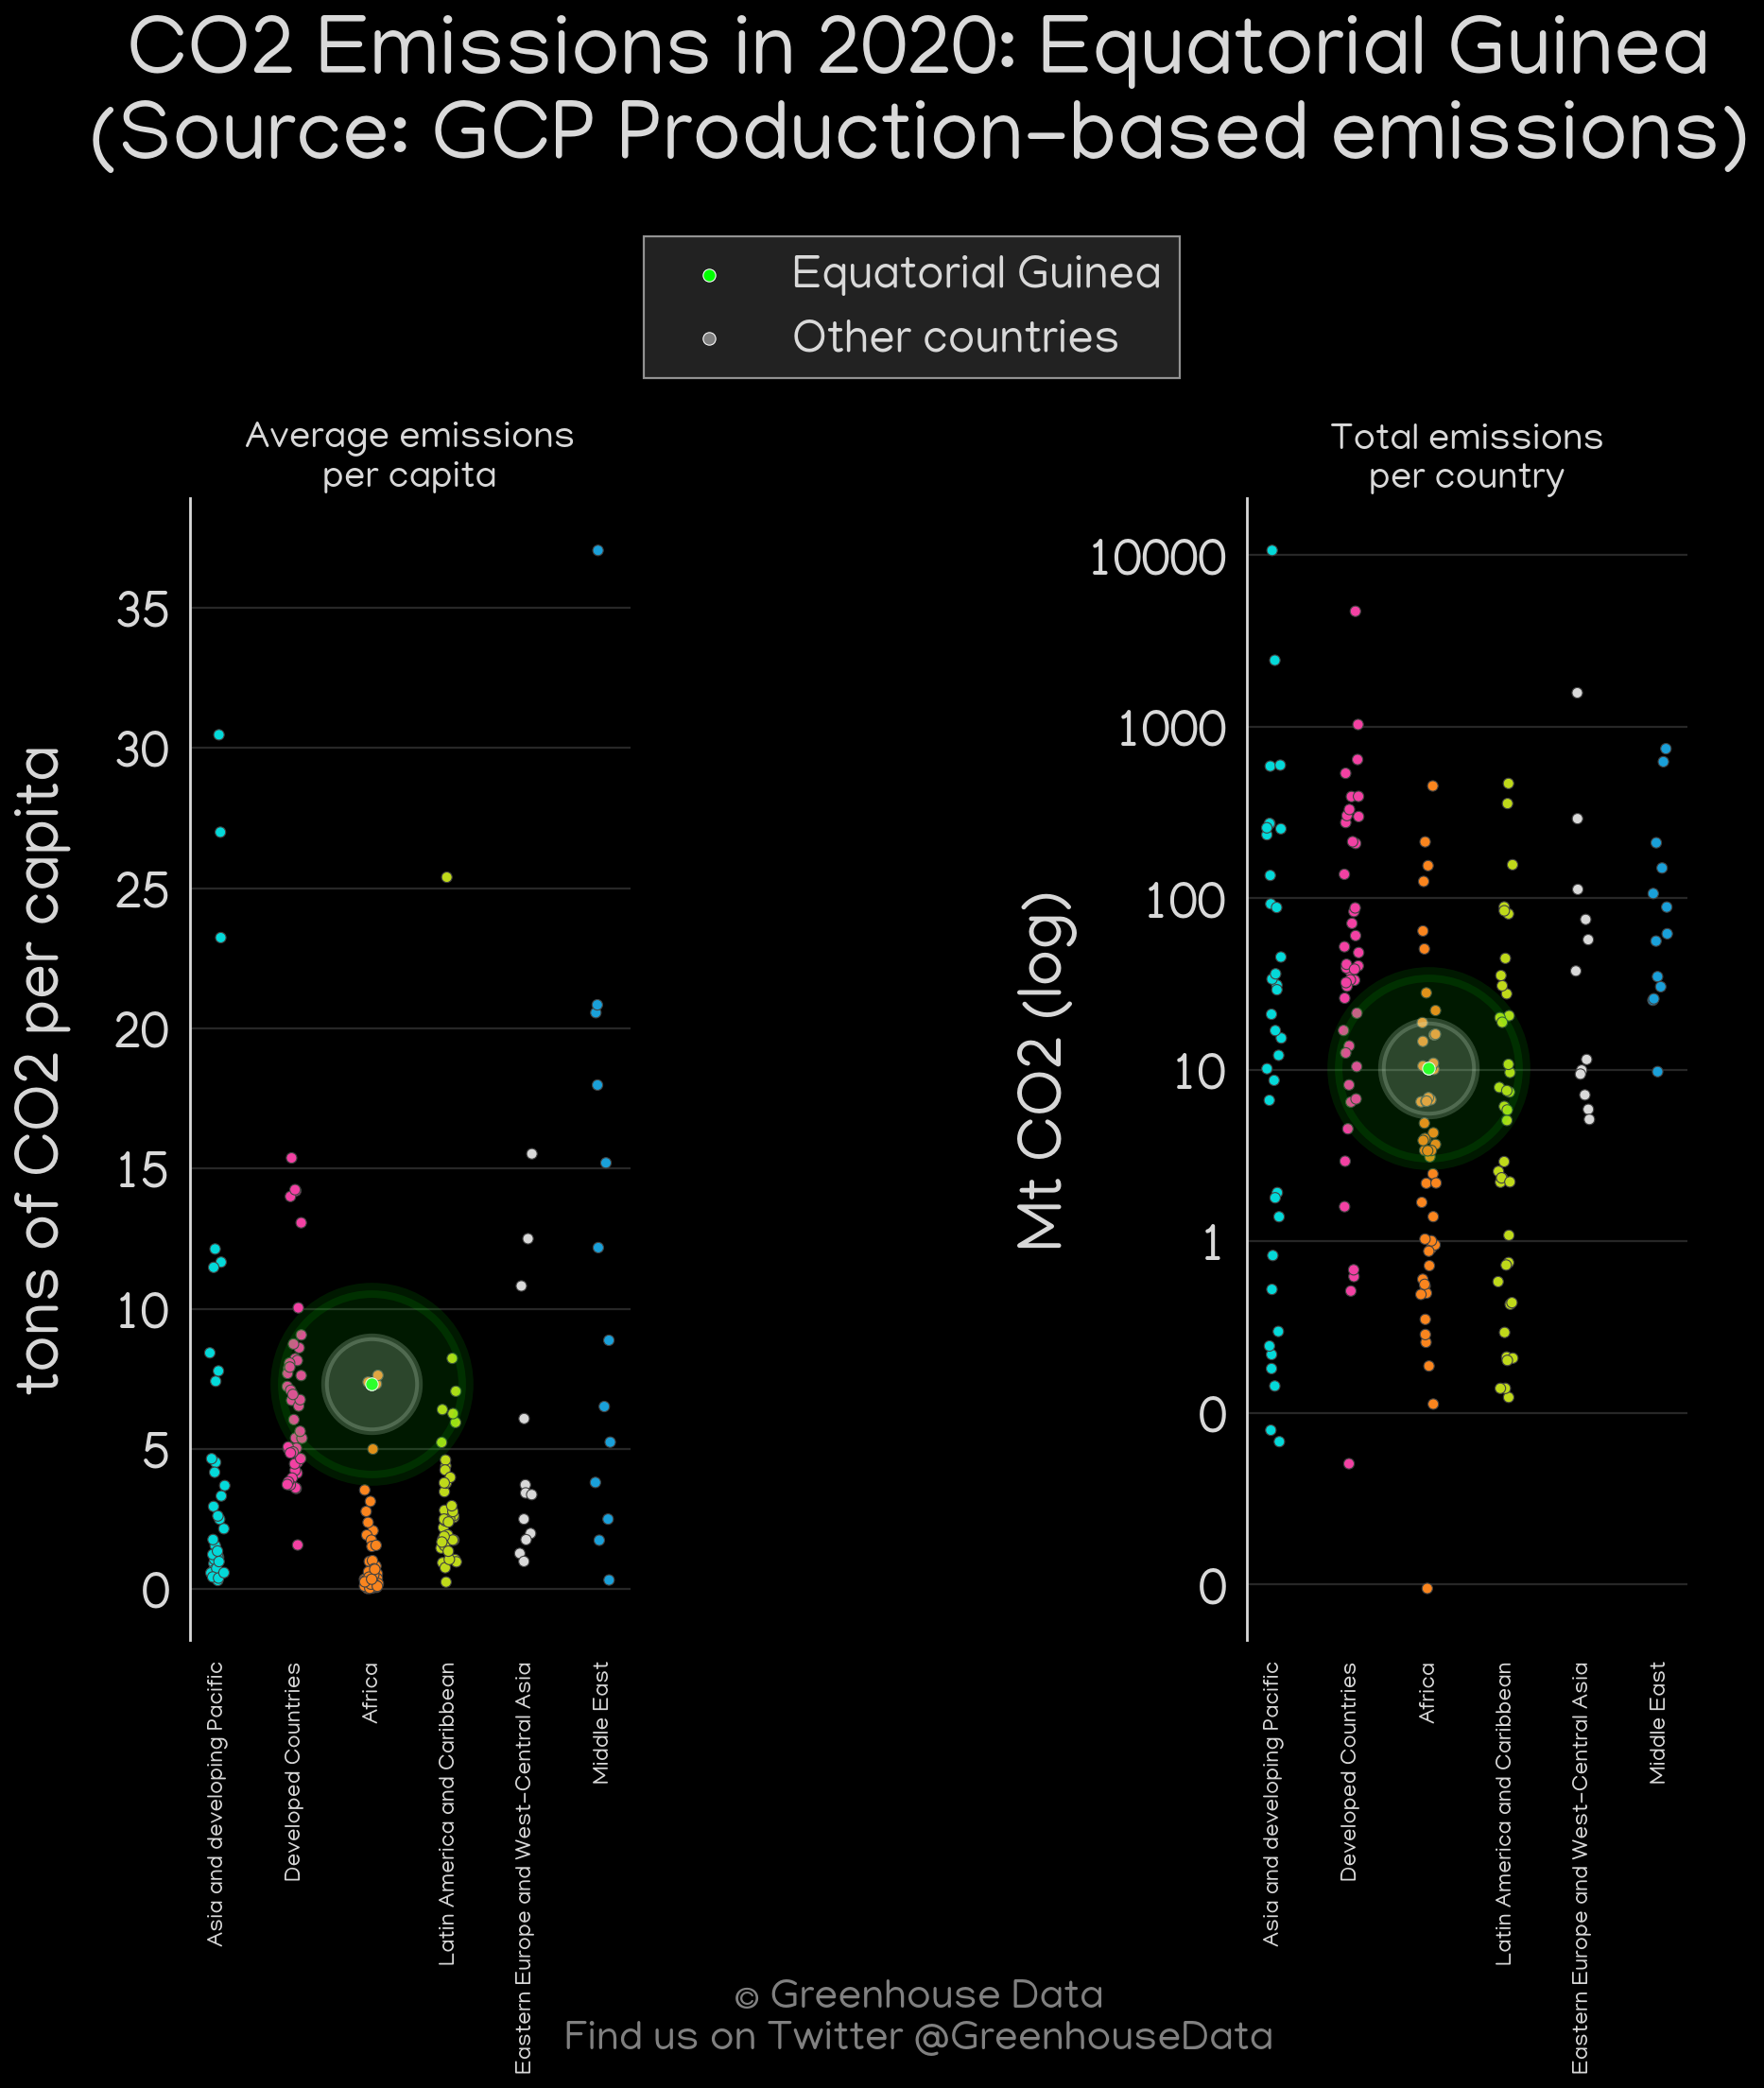 CO2 Emissions in 2020: Equatorial Guinea
(Source: GCP Production-based emissions)
Equatorial Guinea
Other countries
Average emissions
per capita
tons of CO2 per capita
35
30
25
20
15
10
5
0
Asia and developing Pacific
Developed Countries
Africa
Latin America and Caribbean
Eastern Europe and West-Central Asia
Middle East
Total emissions
per country
Mt CO2 (log)
10000
1000
100
10
1
0
0
Asia and developing Pacific
Developed Countries
Africa
Latin America and Caribbean
Eastern Europe and West-Central Asia
Middle East
© Greenhouse Data
Find us on Twitter @GreenhouseData